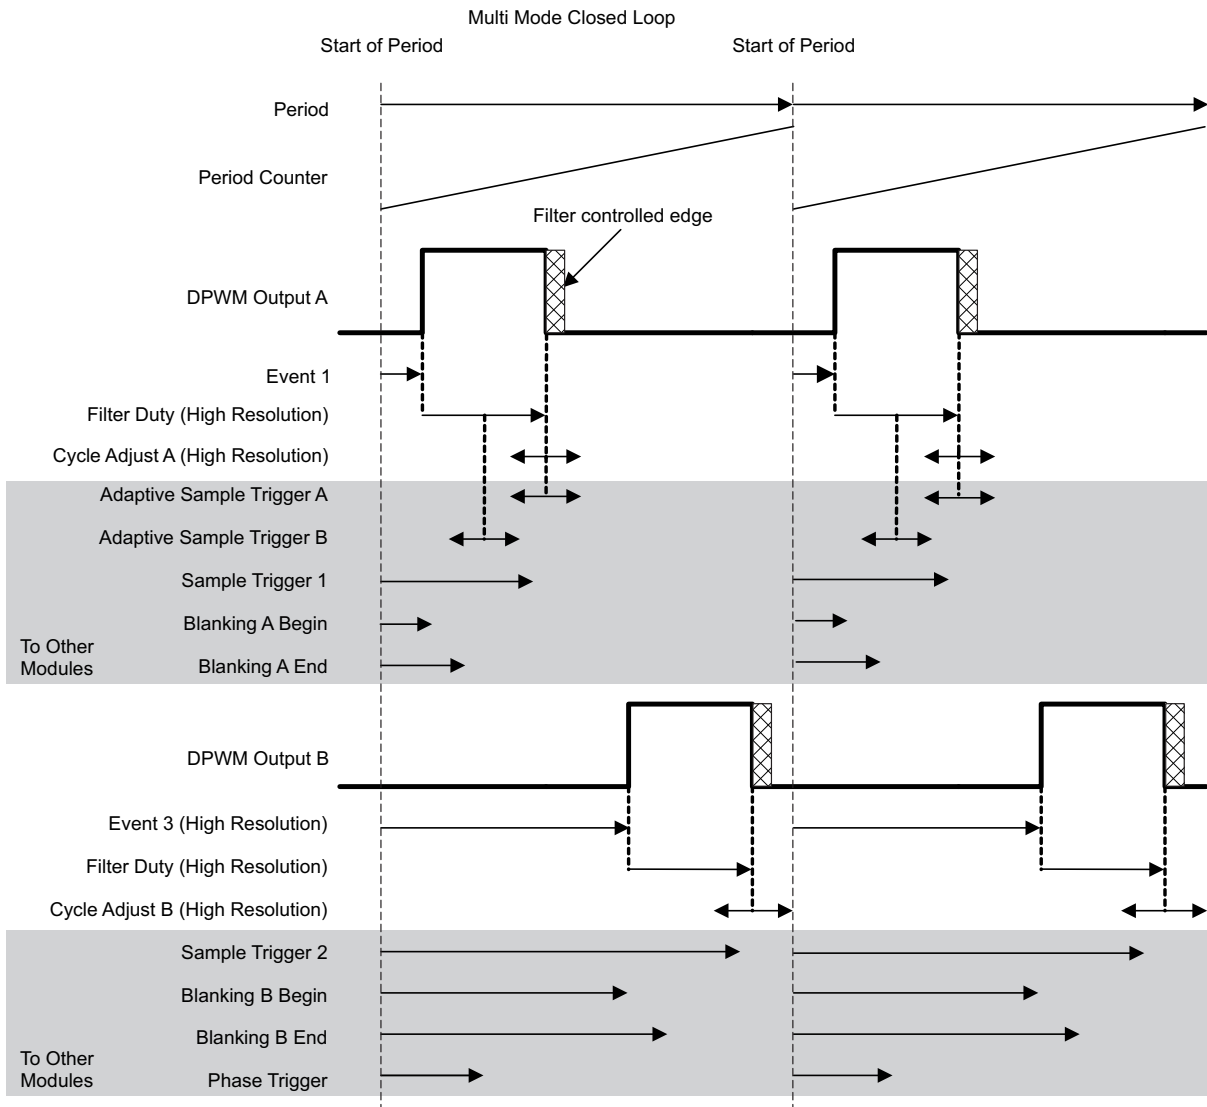 Multi Mode Closed Loop
Start of Period
Start of Period
Period
Period Counter
Filter controlled edge
DPWM Output A
Event 1
Filter Duty (High Resolution)
Cycle Adjust A (High Resolution)
Adaptive Sample Trigger A
Adaptive Sample Trigger B
Sample Trigger 1
Blanking A Begin
To Other
Modules
Blanking A End
DPWM Output B
Event 3 (High Resolution)
Filter Duty (High Resolution)
Cycle Adjust B (High Resolution)
Sample Trigger 2
Blanking B Begin
Blanking B End
To Other
Modules
Phase Trigger